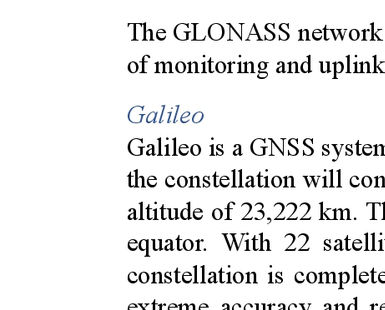 The GLONASS network
of monitoring and uplink
Galileo
Galileo is a GNSS system
the constellation will con
altitude of 23,222 km. Th
equator. With 22 satelli
constellation is complete
extreme accuracy and re